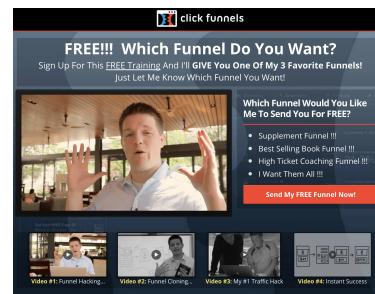 click funnels
FREE!!! Which Funnel Do You Want?
Sign Up For This FREE Training And I'll GIVE You One Of My 3 Favorite Funnels!
Just Let Me Know Which Funnel You Want!
Which Funnel Would You Like
Me To Send You For FREE?
Supplement Funnel !!!
Best Selling Book Funnel !!!
High Ticket Coaching Funnel !!!
I Want Them All !!!
Send My FREE Funnel Now!
Video #1: Funnel Hacking...
Video #2: Funnel Cloning...
Video #3: My #1 Traffic Hack
Video #4: Instant Success